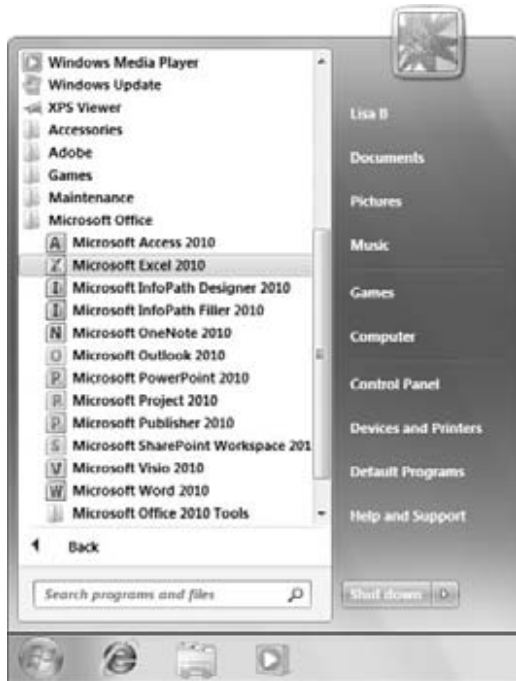 Windows Media Player
Windows Update
XPS Viewer
Accessories
Adobe
Games
Maintenance
Microsoft Office
Microsoft Access 2010
Microsoft Excel 2010
Microsoft InfoPath Designer 2010
Microsoft InfoPath Filler 2010
Microsoft OneNote 2010
Microsoft Outlook 2010
Microsoft PowerPoint 2010
Microsoft Project 2010
Microsoft Publisher 2010
Microsoft SharePoint Workspace 201
Microsoft Visio 2010
Microsoft Word 2010
Microsoft Office 2010 Tools
Back
Search programs and files
Lisa B
Documents
Pictures
Music
Games
Computer
Control Panel
Devices and Printers
Default Programs
Help and Support
Shut down